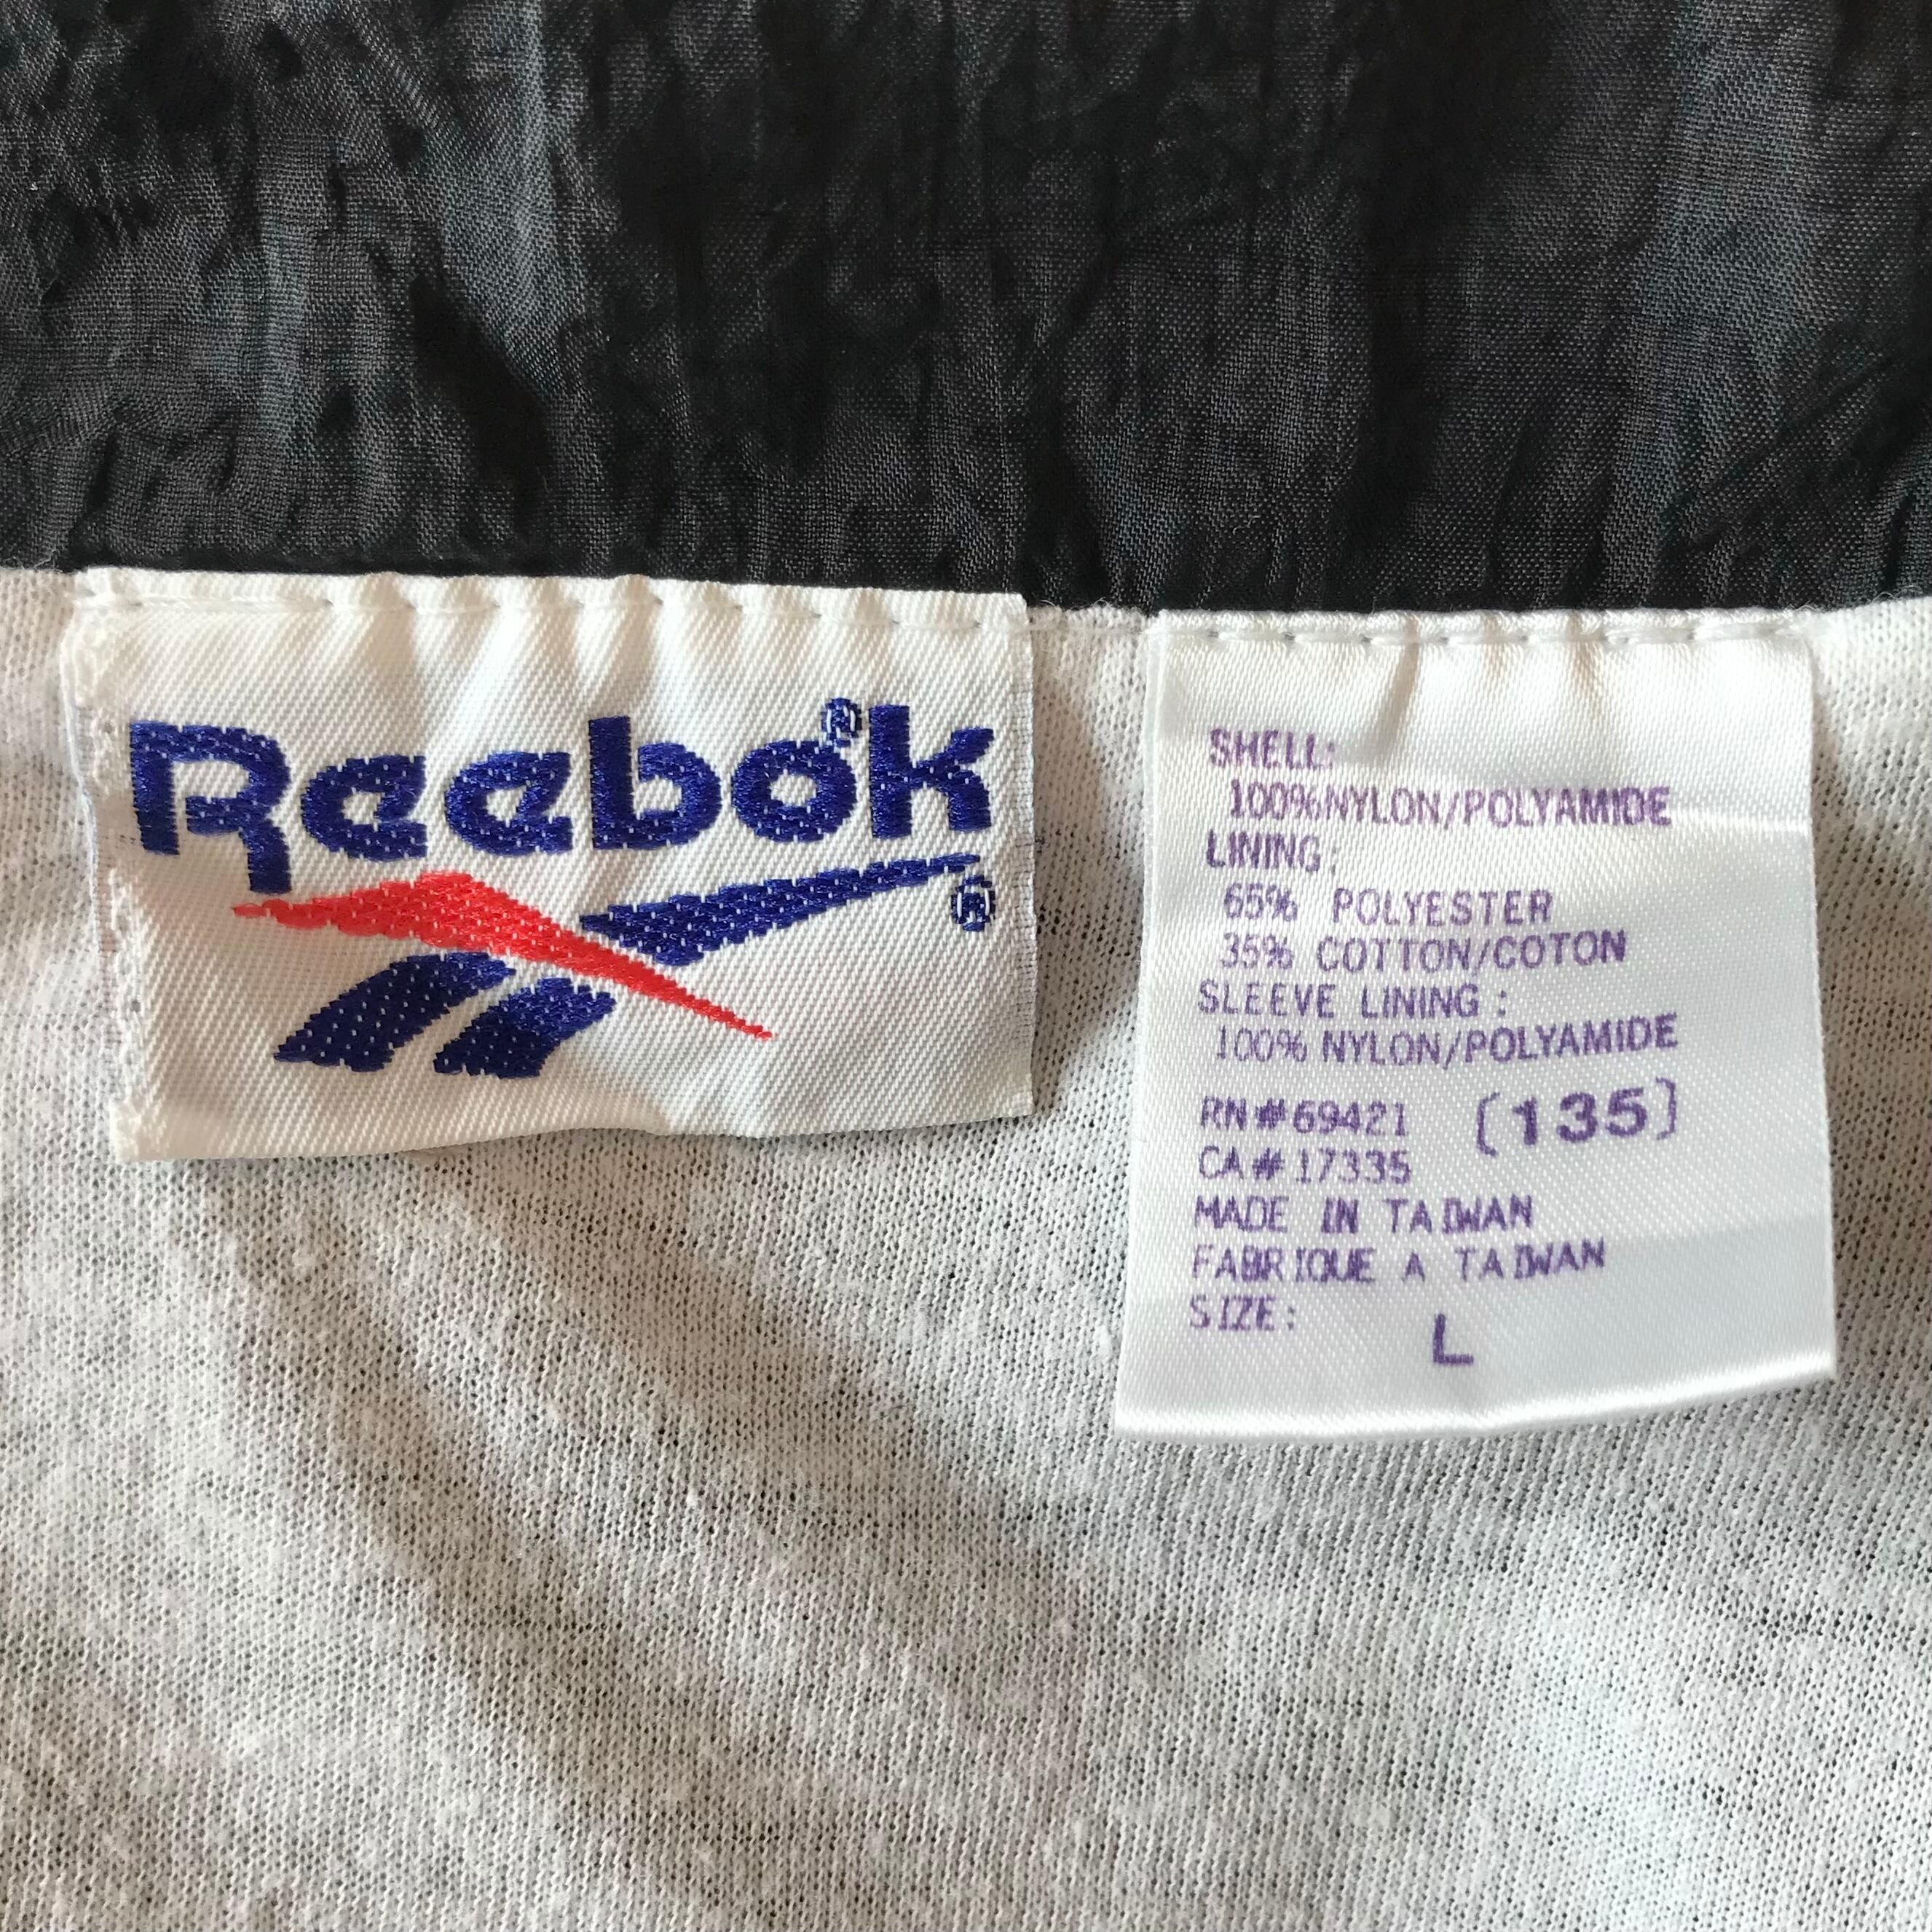 Reebok®
®
SHELL:
100%NYLON/POLYAMIDE
LINING:
65% POLYESTER
35% COTTON/COTON
SLEEVE LINING :
100% NYLON/POLYAMIDE
RN#69421 [135]
CA#17335
MADE IN TAIWAN
FABRIQUE A TAIWAN
SIZE: L